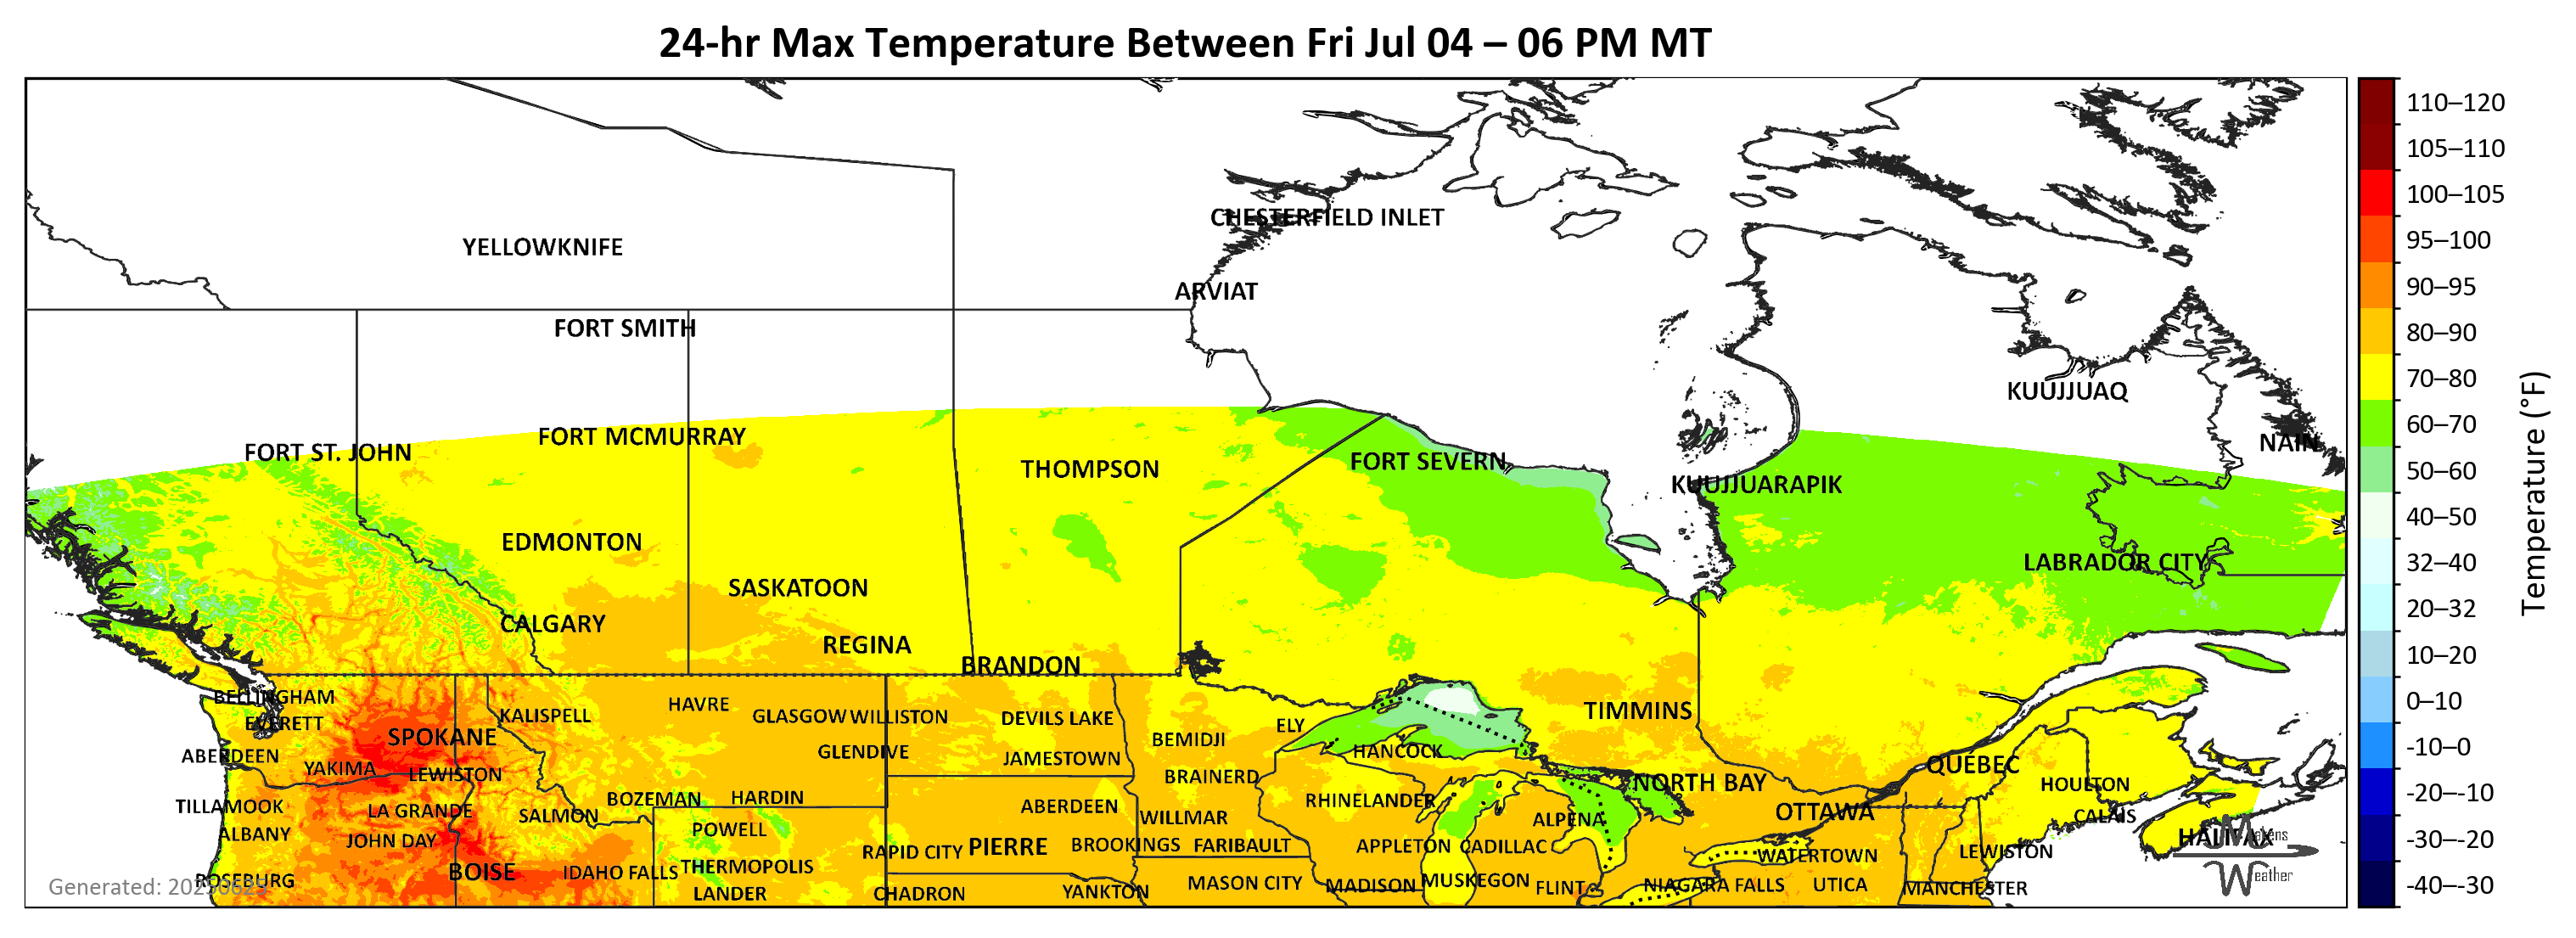 24-hr Max Temperature Between Fri Jul 04 – 06 PM MT
CHESTERFIELD INLET
YELLOWKNIFE
ARVIAT
FORT SMITH
KUUJJUAQ
FORT MCMURRAY
NAIN
FORT ST. JOHN
FORT SEVERN
THOMPSON
KUUJJUARAPIK
EDMONTON
LABRADOR CITY
SASKATOON
CALGARY
REGINA
BRANDON
BELLINGHAM
HAVRE
TIMMINS
KALISPELL
GLASGOW
WILLISTON
DEVILS LAKE
EVERETT
ELY
SPOKANE
BEMIDJI
HANCOCK
GLENDIVE
ABERDEEN
JAMESTOWN
QUÉBEC
YAKIMA
LEWISTON
BRAINERD
NORTH BAY
HOULTON
BOZEMAN
HARDIN
RHINELANDER
TILLAMOOK
ABERDEEN
LA GRANDE
SALMON
OTTAWA
CALAIS
WILLMAR
ALPENA
POWELL
ALBANY
HALIFAX
JOHN DAY
BROOKINGS
FARIBAULT
APPLETON
CADILLAC
PIERRE
RAPID CITY
LEWISTON
WATERTOWN
THERMOPOLIS
BOISE
IDAHO FALLS
ROSEBURG
MUSKEGON
MASON CITY
MADISON
FLINT
NIAGARA FALLS
UTICA
MANCHESTER
LANDER
CHADRON
YANKTON
Generated: 20250625
Makens
Weather
110–120
105–110
100–105
95–100
90–95
80–90
70–80
60–70
50–60
40–50
32–40
20–32
10–20
0–10
-10–0
-20–-10
-30–-20
-40–-30
Temperature (°F)